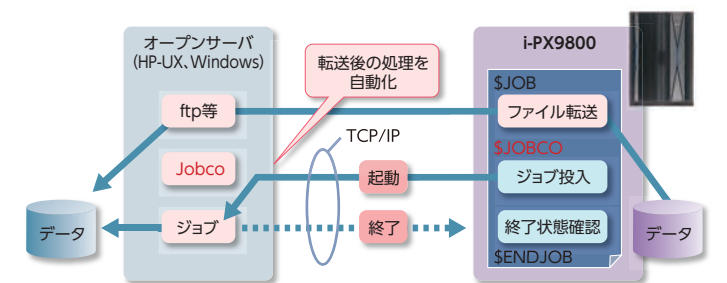 オープンサーバ
(HP-UX、Windows)
転送後の処理を
自動化
i-PX9800
$JOB
ftp等
ファイル転送
TCP/IP
$JOBCO
Jobco
起動
ジョブ投入
データ
ジョブ
終了
終了状態確認
データ
$ENDJOB